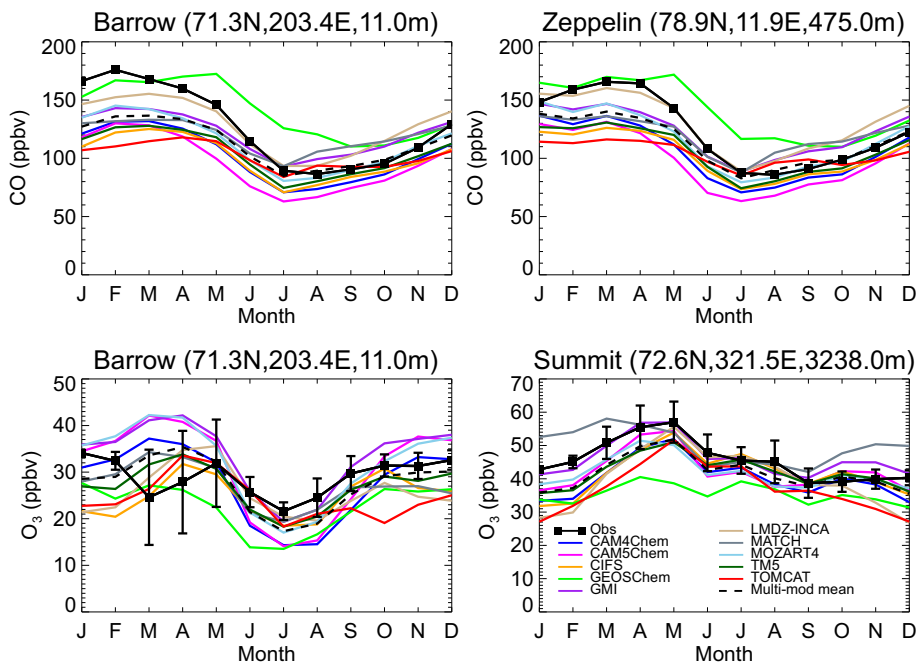 Barrow (71.3N,203.4E,11.0m)
200
150
100
50
0
CO (ppbv)
J F M A M J J A S O N D
Month
Zeppelin (78.9N,11.9E,475.0m)
200
150
100
50
0
CO (ppbv)
J F M A M J J A S O N D
Month
Barrow (71.3N,203.4E,11.0m)
50
40
30
20
10
0
O3 (ppbv)
J F M A M J J A S O N D
Month
Summit (72.6N,321.5E,3238.0m)
70
60
50
40
30
20
10
0
O3 (ppbv)
Obs
CAM4Chem
CAM5Chem
CIFS
GEOSChem
GMI
LMDZ-INCA
MATCH
MOZART4
TM5
TOMCAT
Multi-mod mean
J F M A M J J A S O N D
Month